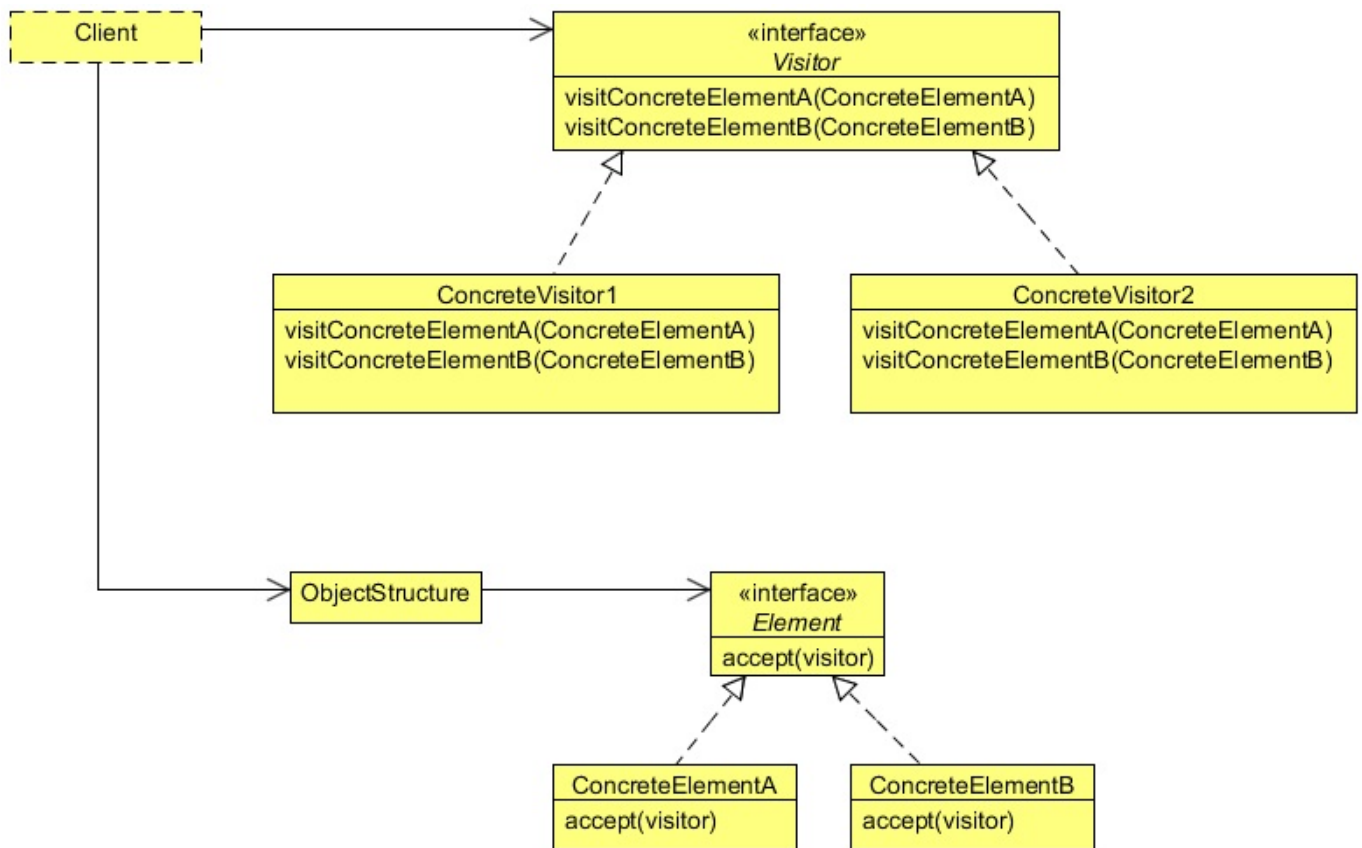 Client
«interface»
Visitor
visitConcreteElementA(ConcreteElementA)
visitConcreteElementB(ConcreteElementB)
ConcreteVisitor1
visitConcreteElementA(ConcreteElementA)
visitConcreteElementB(ConcreteElementB)
ConcreteVisitor2
visitConcreteElementA(ConcreteElementA)
visitConcreteElementB(ConcreteElementB)
ObjectStructure
«interface»
Element
accept(visitor)
ConcreteElementA
accept(visitor)
ConcreteElementB
accept(visitor)